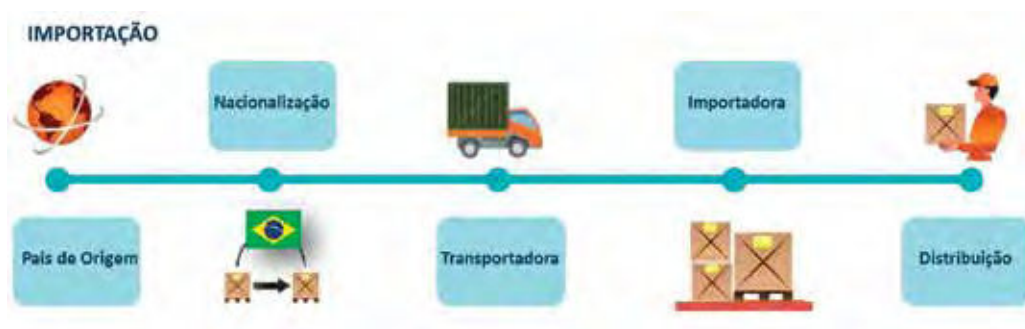 IMPORTAÇÃO
Nacionalização
Importadora
País de Origem
Transportadora
Distribuição